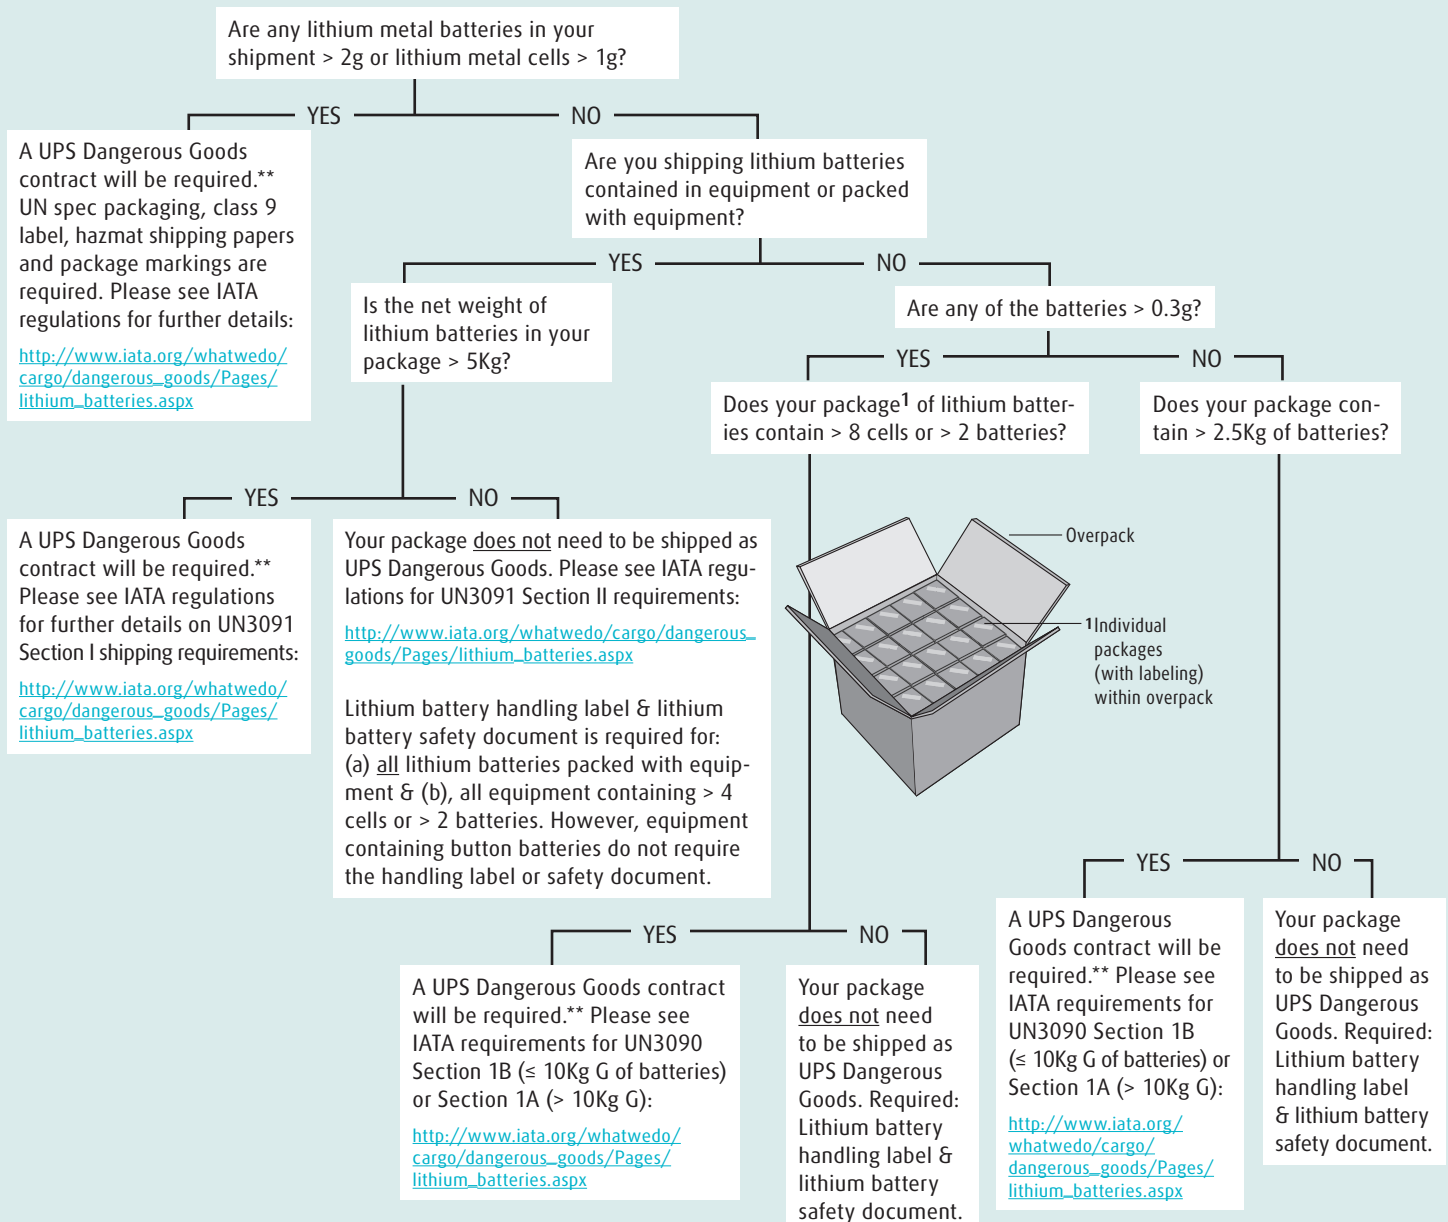 Are any lithium metal batteries in your
shipment > 2g or lithium metal cells > 1g?
YES
NO
A UPS Dangerous Goods
contract will be required.**
UN spec packaging, class 9
label, hazmat shipping papers
and package markings are
required. Please see IATA
regulations for further details:
http://www.iata.org/whatwedo/
cargo/dangerous_goods/Pages/
lithium_batteries.aspx
Are you shipping lithium batteries
contained in equipment or packed
with equipment?
YES
NO
Is the net weight of
lithium batteries in your
package > 5Kg?
Are any of the batteries > 0.3g?
YES
NO
Does your package1 of lithium batter-
ies contain > 8 cells or > 2 batteries?
Does your package con-
tain > 2.5Kg of batteries?
YES
NO
A UPS Dangerous Goods
contract will be required.**
Please see IATA regulations
for further details on UN3091
Section I shipping requirements:
http://www.iata.org/whatwedo/
cargo/dangerous_goods/Pages/
lithium_batteries.aspx
Your package does not need to be shipped as
UPS Dangerous Goods. Please see IATA regu-
lations for UN3091 Section II requirements:
http://www.iata.org/whatwedo/cargo/dangerous_
goods/Pages/lithium_batteries.aspx
Lithium battery handling label & lithium
battery safety document is required for:
(a) all lithium batteries packed with equip-
ment & (b), all equipment containing > 4
cells or > 2 batteries. However, equipment
containing button batteries do not require
the handling label or safety document.
Overpack
1Individual
packages
(with labeling)
within overpack
YES
NO
A UPS Dangerous Goods contract
will be required.** Please see
IATA requirements for UN3090
Section 1B (≤ 10Kg G of batteries)
or Section 1A (> 10Kg G):
http://www.iata.org/whatwedo/
cargo/dangerous_goods/Pages/
lithium_batteries.aspx
Your package
does not need
to be shipped as
UPS Dangerous
Goods. Required:
Lithium battery
handling label &
lithium battery
safety document.
YES
NO
A UPS Dangerous
Goods contract will be
required.** Please see
IATA requirements for
UN3090 Section 1B
(≤ 10Kg G of batteries) or
Section 1A (> 10Kg G):
http://www.iata.org/
whatwedo/cargo/
dangerous_goods/Pages/
lithium_batteries.aspx
Your package
does not need
to be shipped as
UPS Dangerous
Goods. Required:
Lithium battery
handling label
& lithium battery
safety document.